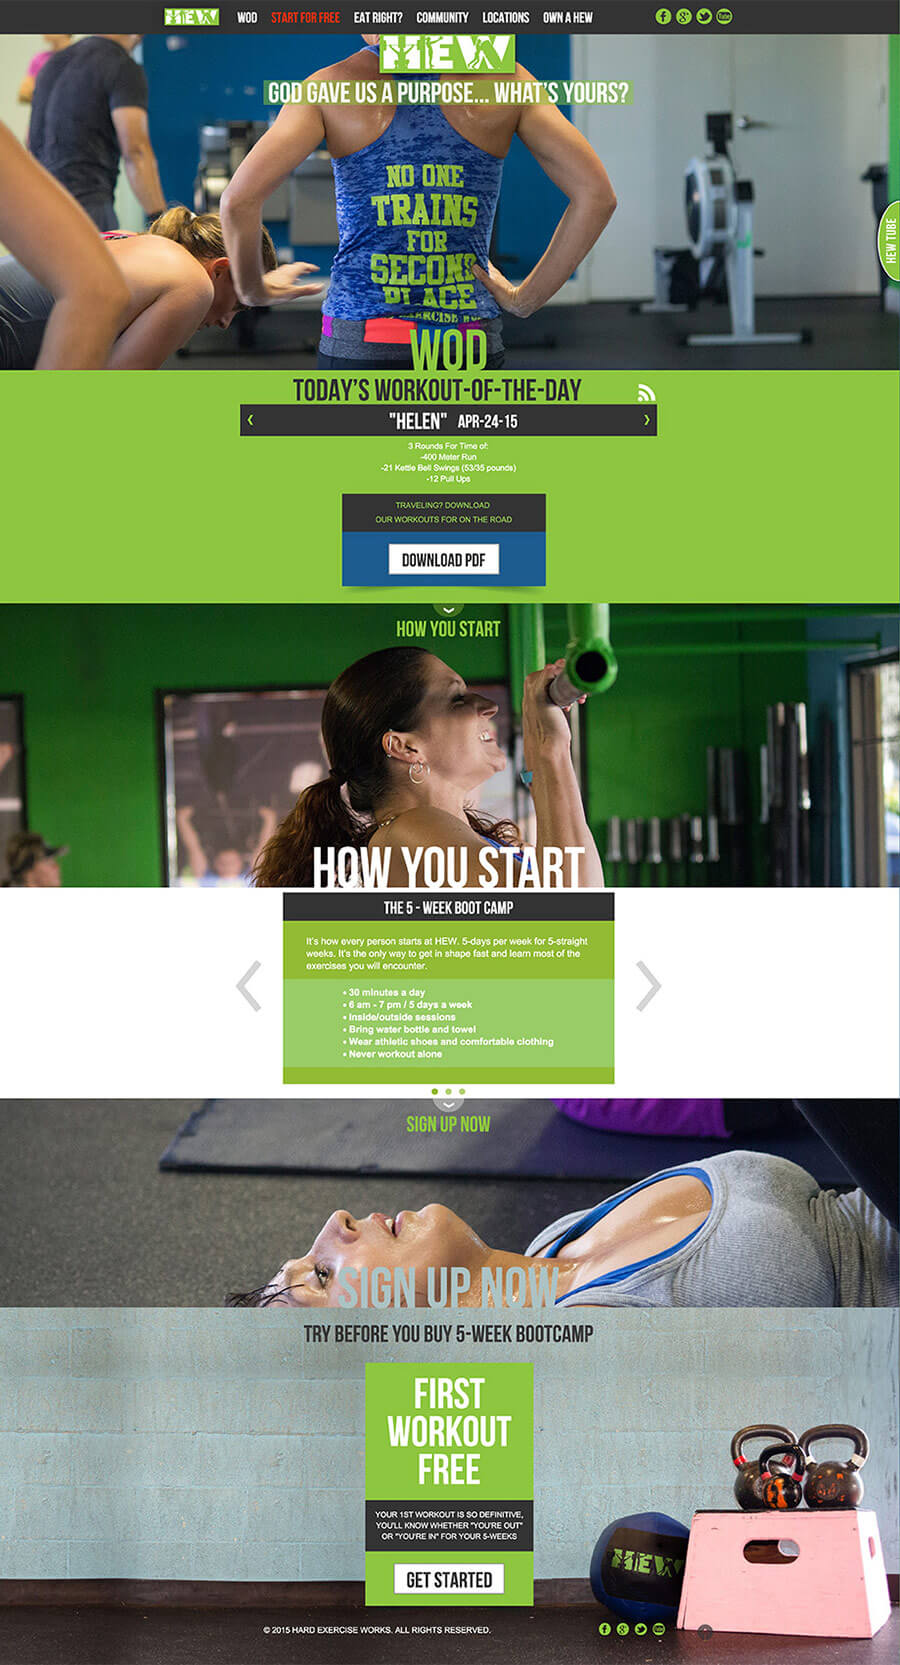 HEW
WOD
START FOR FREE
EAT RIGHT?
COMMUNITY
LOCATIONS
OWN A HEW
You Tube
HEW
GOD GAVE US A PURPOSE... WHAT'S YOURS?
NO ONE
TRAINS
FOR
SECOND
PLACE
HEW TUBE
WOD
TODAY'S WORKOUT-OF-THE-DAY
"HELEN" APR-24-15
3 Rounds For Time of:
-400 Meter Run
-21 Kettle Bell Swings (53/35 pounds)
-12 Pull Ups
TRAVELING? DOWNLOAD
OUR WORKOUTS FOR ON THE ROAD
DOWNLOAD PDF
HOW YOU START
HOW YOU START
THE 5 - WEEK BOOT CAMP
It's how every person starts at HEW. 5-days per week for 5-straight
weeks. It's the only way to get in shape fast and learn most of the
exercises you will encounter.
• 30 minutes a day
• 6 am - 7 pm / 5 days a week
• Inside/outside sessions
• Bring water bottle and towel
• Wear athletic shoes and comfortable clothing
• Never workout alone
SIGN UP NOW
SIGN UP NOW
TRY BEFORE YOU BUY 5-WEEK BOOTCAMP
FIRST
WORKOUT
FREE
YOUR 1ST WORKOUT IS SO DEFINITIVE,
YOU'LL KNOW WHETHER "YOU'RE OUT"
OR "YOU'RE IN" FOR YOUR 5-WEEKS
GET STARTED
HEW
© 2015 HARD EXERCISE WORKS. ALL RIGHTS RESERVED.